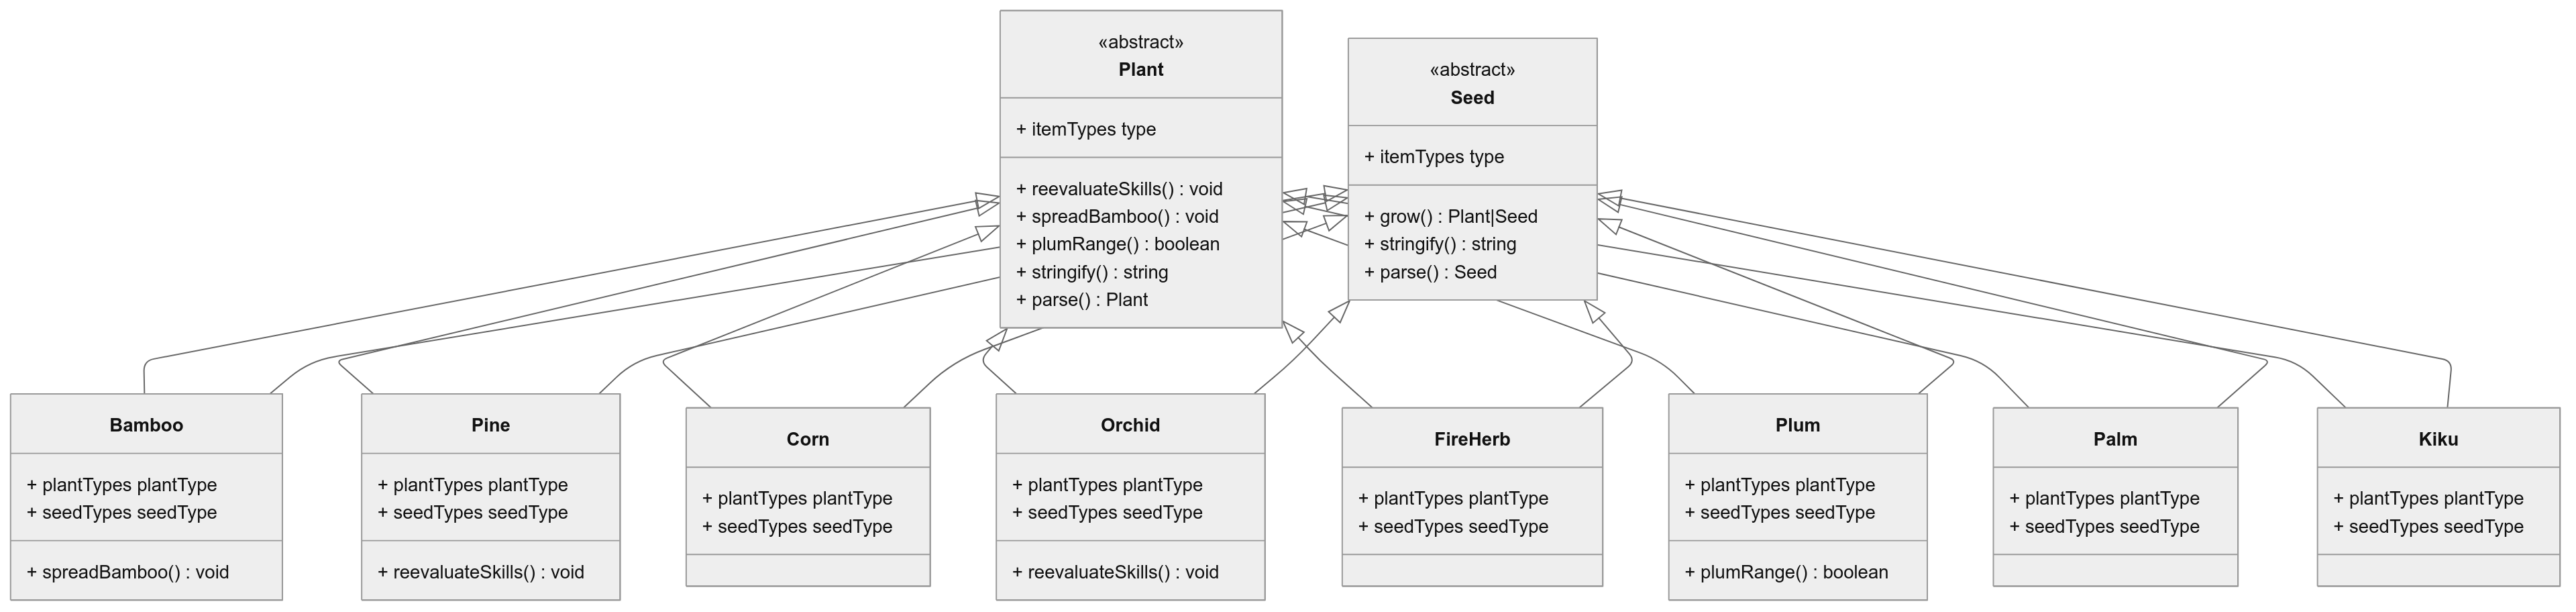 «abstract»
Plant
+ itemTypes type
+ reevaluateSkills() : void
+ spreadBamboo() : void
+ plumRange() : boolean
+ stringify() : string
+ parse() : Plant
«abstract»
Seed
+ itemTypes type
+ grow() : Plant|Seed
+ stringify() : string
+ parse() : Seed
Bamboo
+ plantTypes plantType
+ seedTypes seedType
+ spreadBamboo() : void
Pine
+ plantTypes plantType
+ seedTypes seedType
+ reevaluateSkills() : void
Corn
+ plantTypes plantType
+ seedTypes seedType
Orchid
+ plantTypes plantType
+ seedTypes seedType
+ reevaluateSkills() : void
FireHerb
+ plantTypes plantType
+ seedTypes seedType
Plum
+ plantTypes plantType
+ seedTypes seedType
+ plumRange() : boolean
Palm
+ plantTypes plantType
+ seedTypes seedType
Kiku
+ plantTypes plantType
+ seedTypes seedType